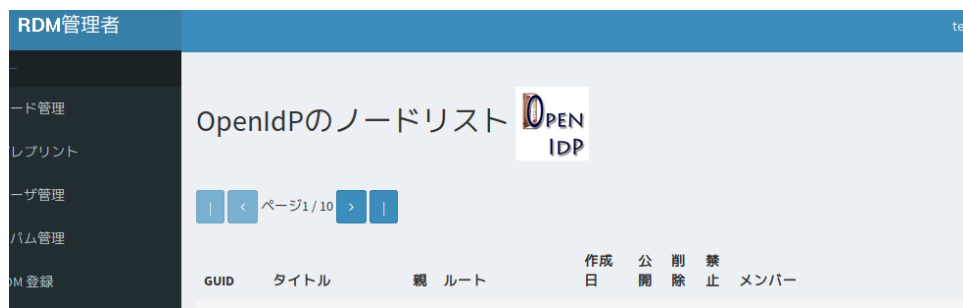 RDM管理者
te
ード管理
レプリント
ーザ管理
パム管理
DM 登録
OpenIdPのノードリスト
OPEN
IDP
| < ページ1 / 10 > |
GUID タイトル 親 ルート 作成日 公開 削除 禁止 メンバー